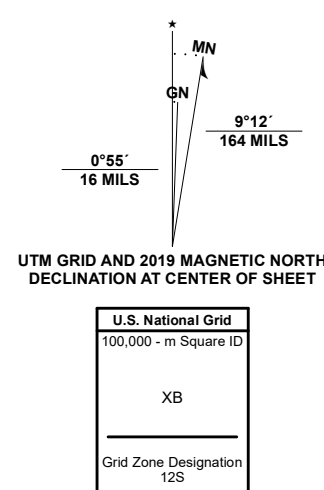 ★
MN
GN
9°12´
164 MILS
0°55´
16 MILS
UTM GRID AND 2019 MAGNETIC NORTH
DECLINATION AT CENTER OF SHEET
U.S. National Grid
100,000 - m Square ID
XB
Grid Zone Designation
12S